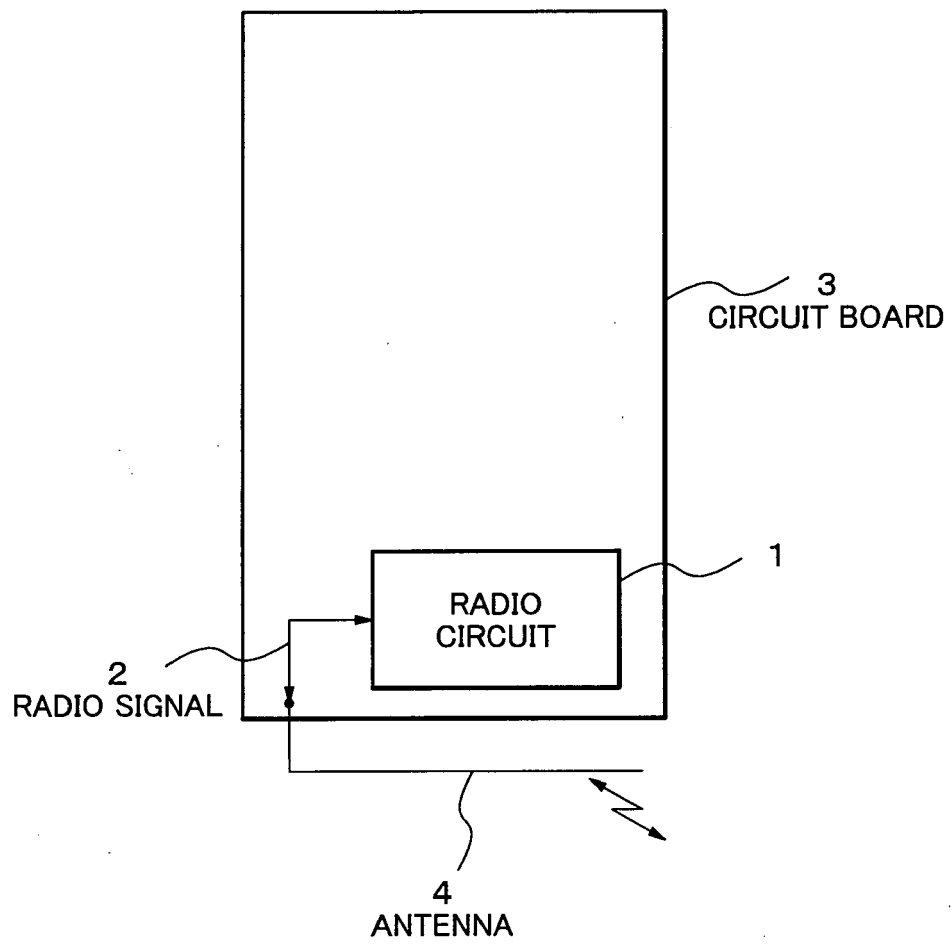 3
CIRCUIT BOARD
1
RADIO
CIRCUIT
2
RADIO SIGNAL
4
ANTENNA